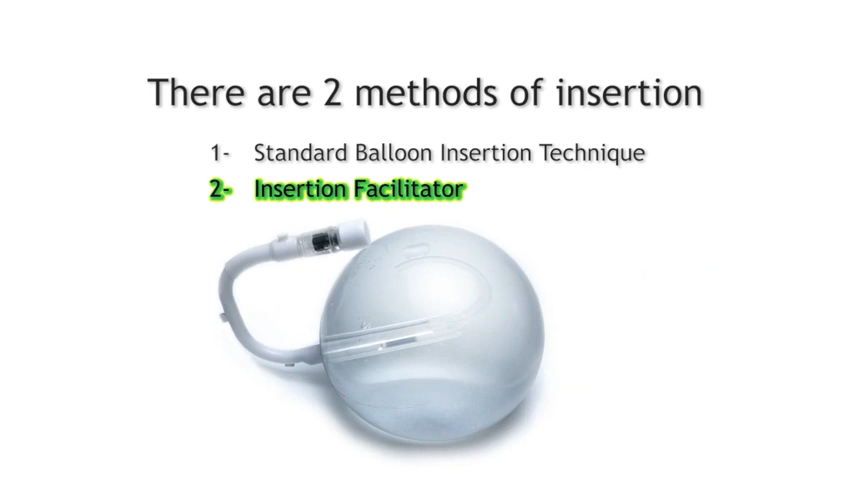 There are 2 methods of insertion
1- Standard Balloon Insertion Technique
2- Insertion Facilitator